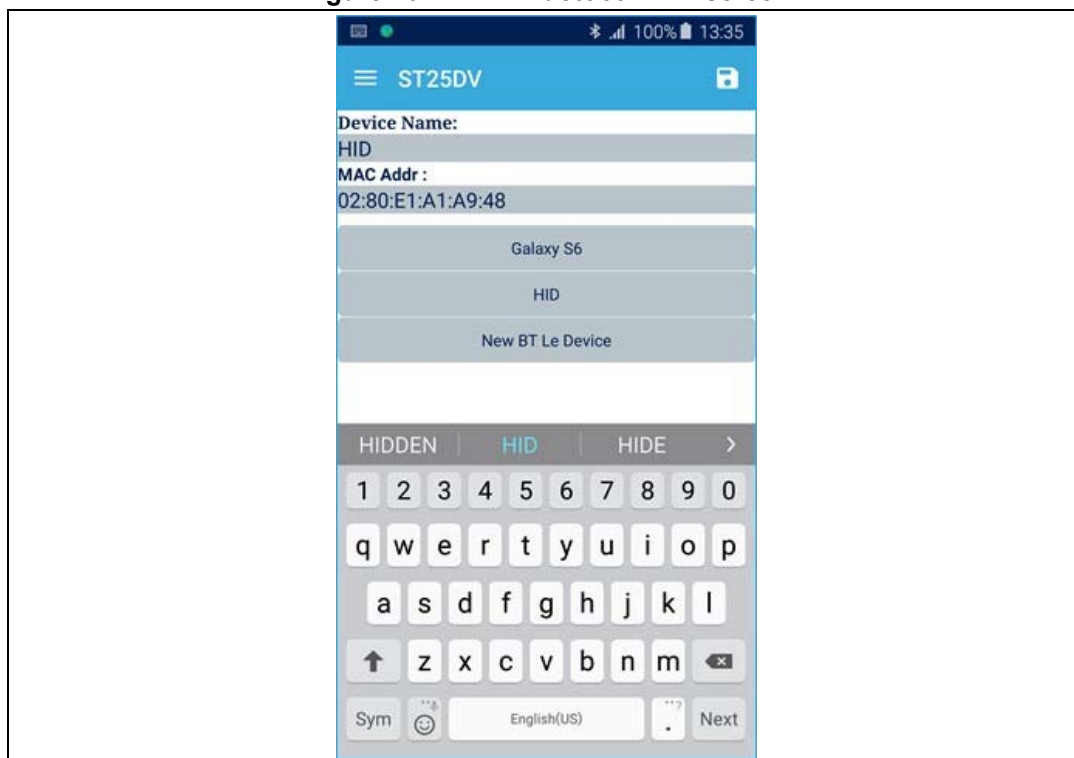 100% 13:35
ST25DV
Device Name:
HID
MAC Addr :
02:80:E1:A1:A9:48
Galaxy S6
HID
New BT Le Device
HIDDEN HID HIDE >
1 2 3 4 5 6 7 8 9 0
q w e r t y u i o p
a s d f g h j k l
z x c v b n m
Sym English(US) . Next